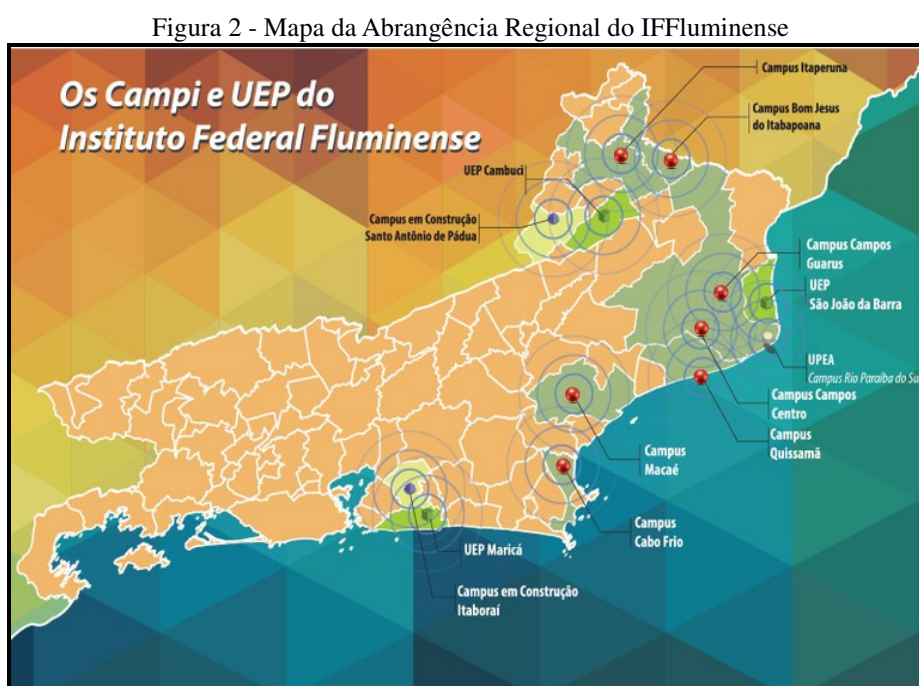 Figura 2 - Mapa da Abrangência Regional do IFFluminense
Os Campi e UEP do
Instituto Federal Fluminense
Campus Itaperuna
Campus Bom Jesus
do Itabapoana
UEP Cambuci
Campus em Construção
Santo Antônio de Pádua
Campus Campos
Guarus
UEP
São João da Barra
UPEA
Campus Rio Paraíba do Su
Campus Campos
Centro
Campus
Quissamã
Campus
Macaé
Campus
Cabo Frio
UEP Maricá
Campus em Construção
Itaboraí